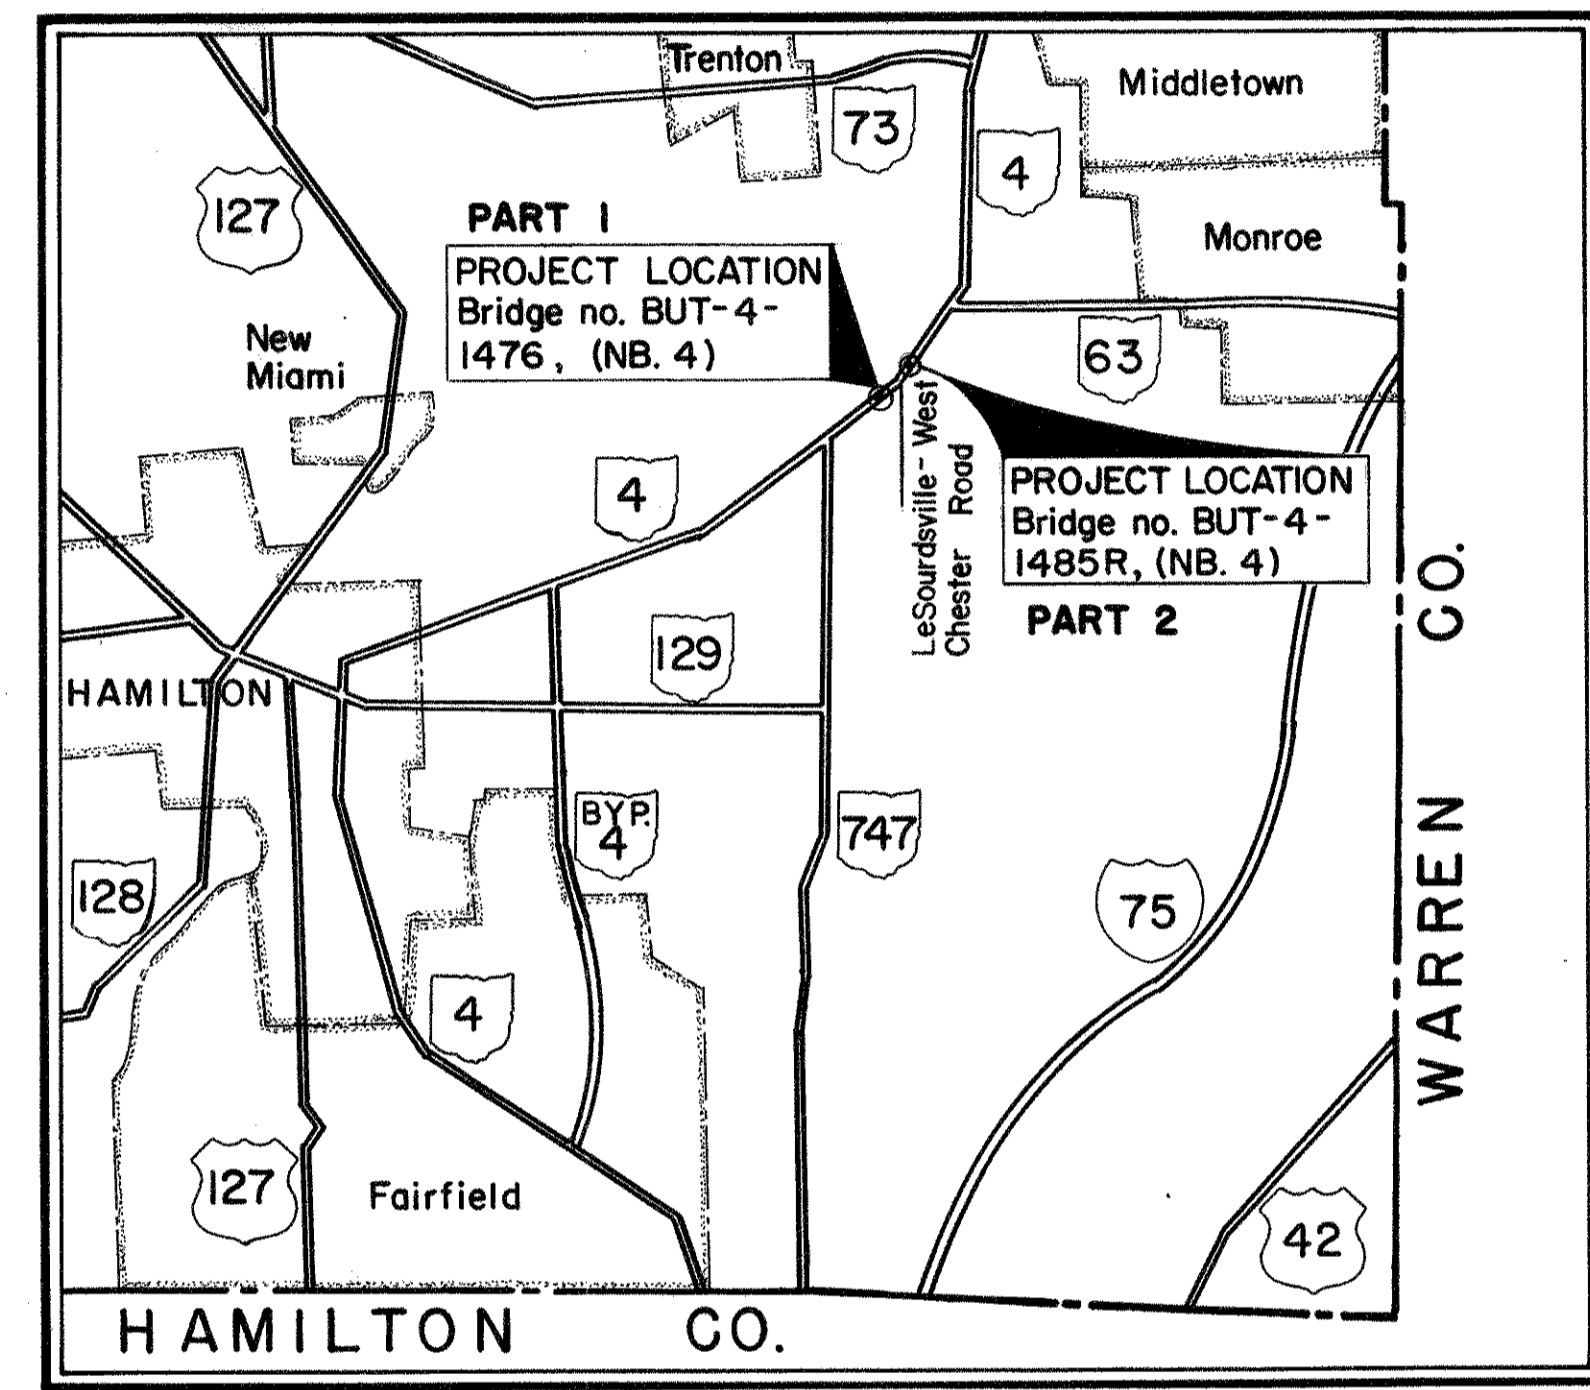 Trenton
Middletown
73
4
127
PART 1
Monroe
PROJECT LOCATION
Bridge no. BUT-4-
1476, (NB. 4)
New
Miami
63
LeSourdsville-West
Chester Road
4
PROJECT LOCATION
Bridge no. BUT-4-
1485R, (NB. 4)
PART 2
129
HAMILTON
BYP.
4
747
128
75
4
WARREN CO.
127
Fairfield
42
HAMILTON CO.